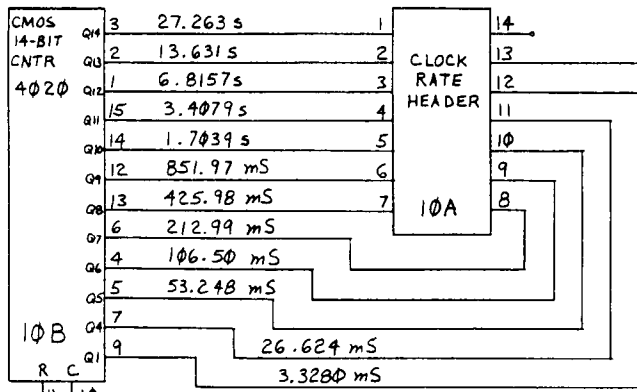 CMOS
14-BIT
CNTR
4020
Q14 3 27.263 s 1
Q13 2 13.631 s 2
Q12 1 6.8157s 3
Q11 15 3.4079s 4
Q10 14 1.7039s 5
Q9 12 851.97 mS 6
Q8 13 425.98 mS 7
Q7 6 212.99 mS
Q6 4 106.50 mS
Q5 5 53.248 mS
Q4 7 26.624 mS
Q1 9 3.3280 mS
10B
R C
CLOCK
RATE
HEADER
10A
14
13
12
11
10
9
8